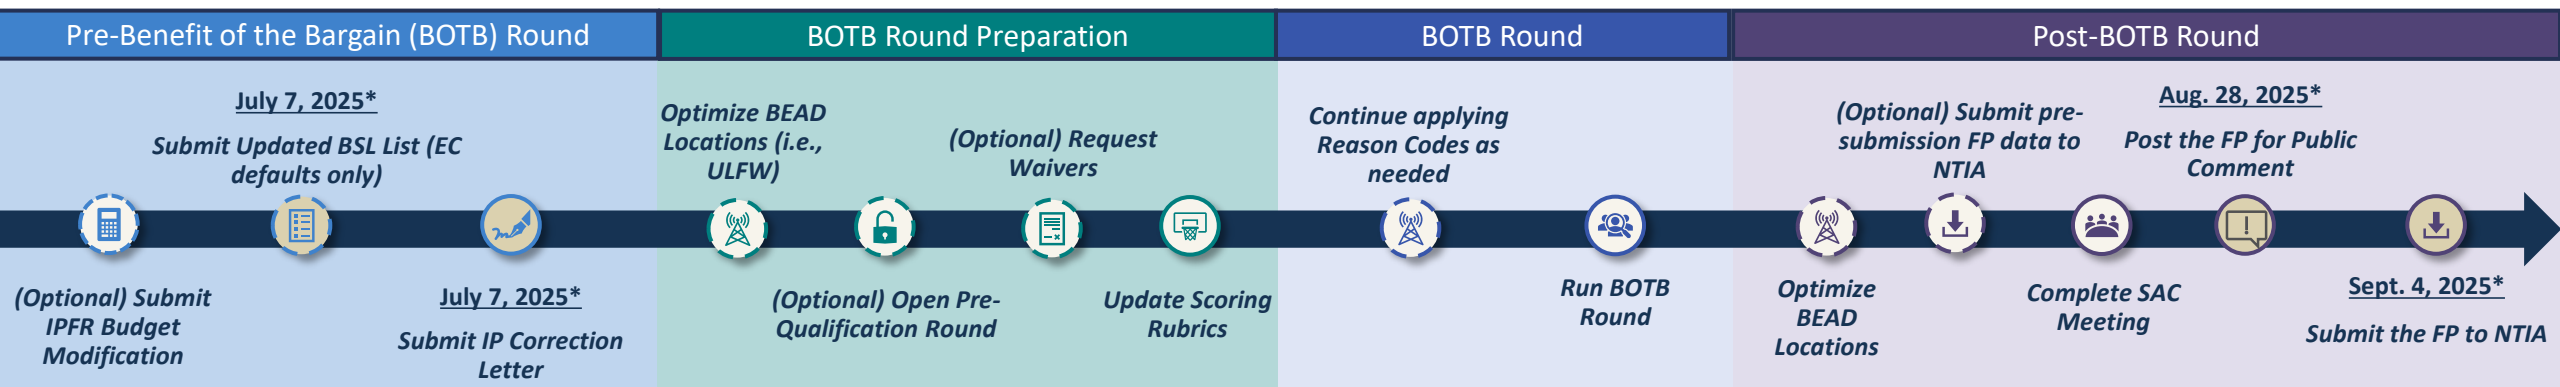 Pre-Benefit of the Bargain (BOTB) Round
BOTB Round Preparation
BOTB Round
Post-BOTB Round
(Optional) Submit
IPFR Budget
Modification
July 7, 2025*
Submit Updated BSL List (EC
defaults only)
July 7, 2025*
Submit IP Correction
Letter
Optimize BEAD
Locations (i.e.,
ULFW)
(Optional) Open Pre-
Qualification Round
(Optional) Request
Waivers
Update Scoring
Rubrics
Continue applying
Reason Codes as
needed
Run BOTB
Round
Optimize
BEAD
Locations
(Optional) Submit pre-
submission FP data to
NTIA
Complete SAC
Meeting
Aug. 28, 2025*
Post the FP for Public
Comment
Sept. 4, 2025*
Submit the FP to NTIA